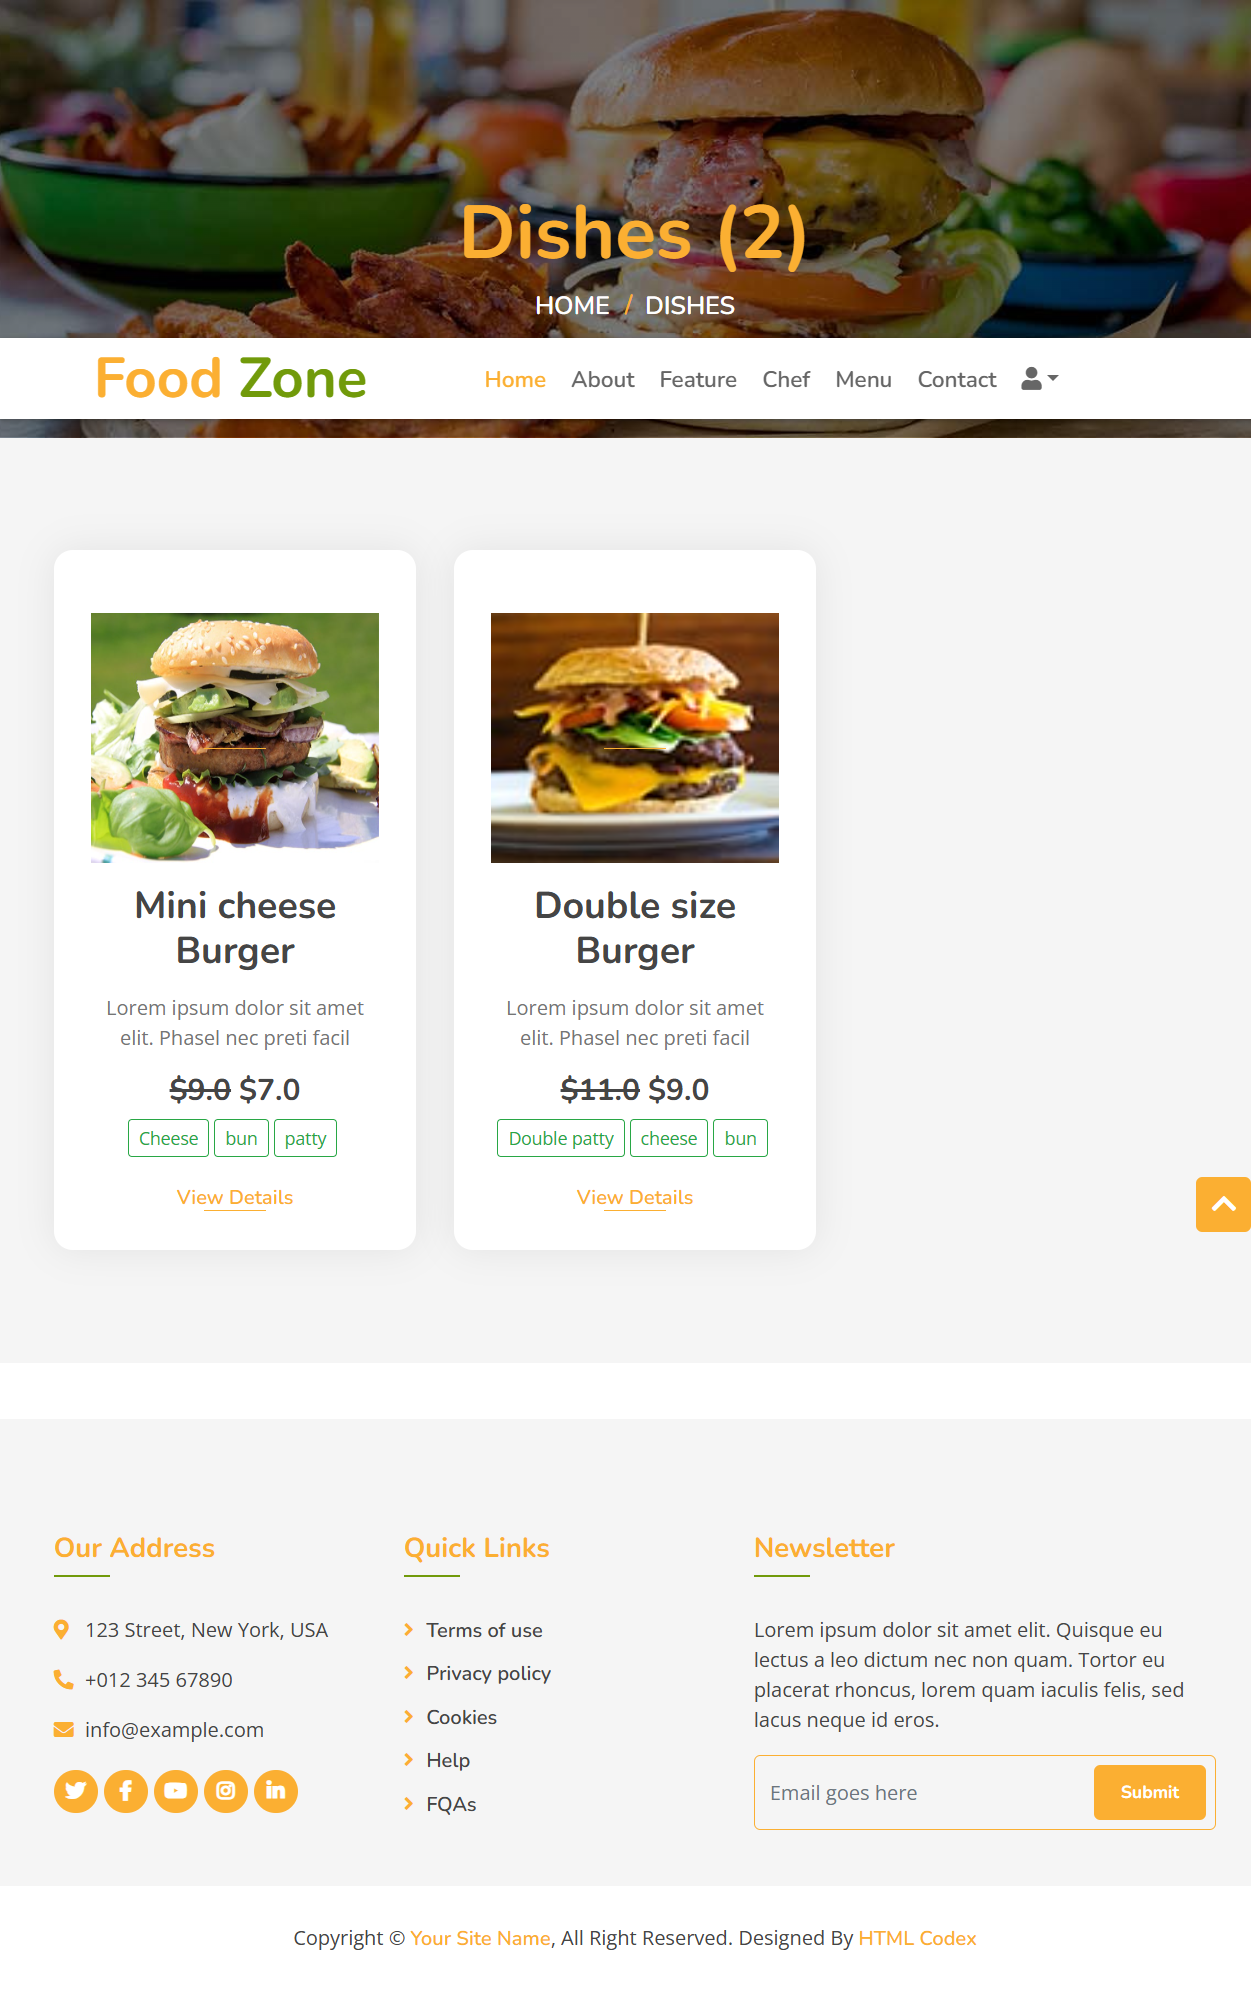 Dishes (2)
HOME / DISHES
Food Zone
Home About Feature Chef Menu Contact
Mini cheese
Burger
Lorem ipsum dolor sit amet
elit. Phasel nec preti facil
$9.0 $7.0
Cheese bun patty
View Details
Double size
Burger
Lorem ipsum dolor sit amet
elit. Phasel nec preti facil
$11.0 $9.0
Double patty cheese bun
View Details
Our Address
123 Street, New York, USA
+012 345 67890
info@example.com
Quick Links
Terms of use
Privacy policy
Cookies
Help
FQAs
Newsletter
Lorem ipsum dolor sit amet elit. Quisque eu
lectus a leo dictum nec non quam. Tortor eu
placerat rhoncus, lorem quam iaculis felis, sed
lacus neque id eros.
Email goes here Submit
Copyright © Your Site Name, All Right Reserved. Designed By HTML Codex